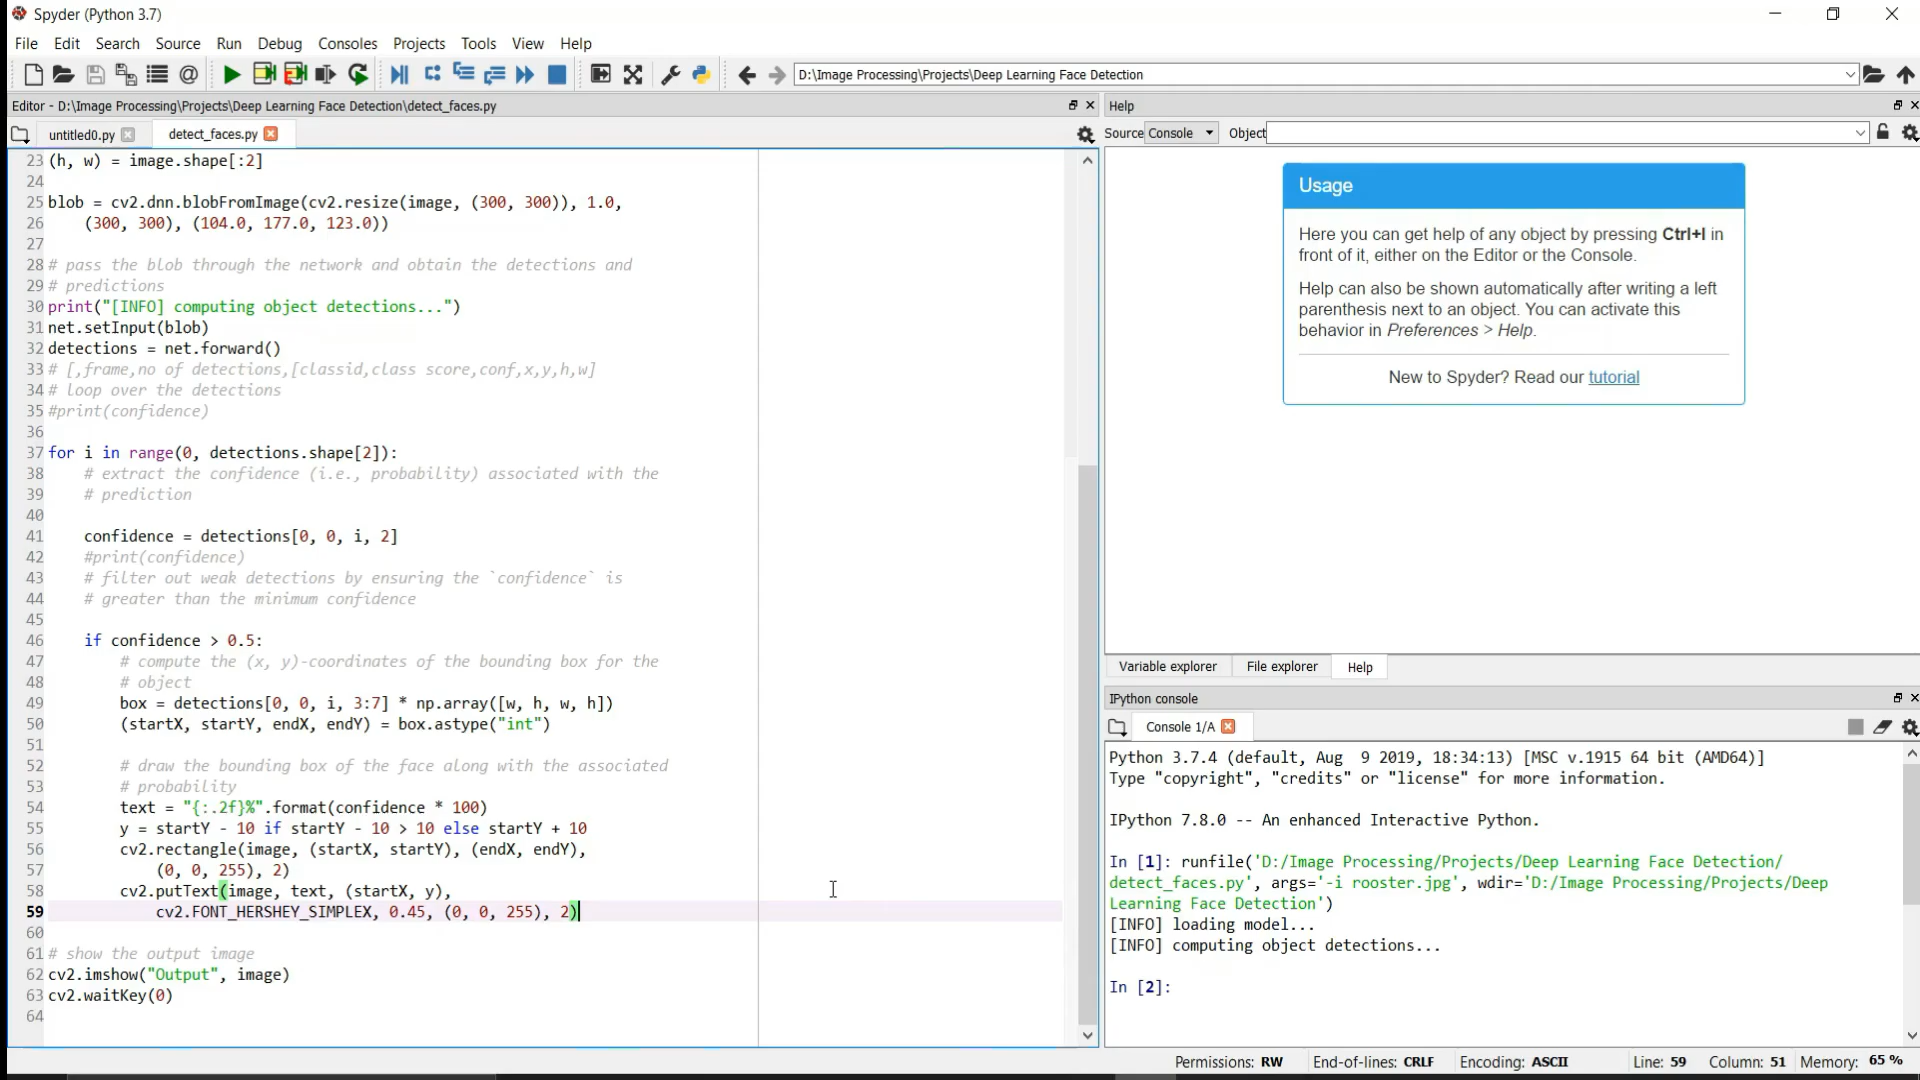 Spyder (Python 3.7)
File Edit Search Source Run Debug Consoles Projects Tools View Help
D:\Image Processing\Projects\Deep Learning Face Detection
Editor - D:\Image Processing\Projects\Deep Learning Face Detection\detect_faces.py
untitled0.py detect_faces.py
23 (h, w) = image.shape[:2]
24
25 blob = cv2.dnn.blobFromImage(cv2.resize(image, (300, 300)), 1.0,
26     (300, 300), (104.0, 177.0, 123.0))
27
28 # pass the blob through the network and obtain the detections and
29 # predictions
30 print("[INFO] computing object detections...")
31 net.setInput(blob)
32 detections = net.forward()
33 # [,frame,no of detections,[classid,class score,conf,x,y,h,w]
34 # loop over the detections
35 #print(confidence)
36
37 for i in range(0, detections.shape[2]):
38     # extract the confidence (i.e., probability) associated with the
39     # prediction
40
41     confidence = detections[0, 0, i, 2]
42     #print(confidence)
43     # filter out weak detections by ensuring the `confidence` is
44     # greater than the minimum confidence
45
46     if confidence > 0.5:
47         # compute the (x, y)-coordinates of the bounding box for the
48         # object
49         box = detections[0, 0, i, 3:7] * np.array([w, h, w, h])
50         (startX, startY, endX, endY) = box.astype("int")
51
52         # draw the bounding box of the face along with the associated
53         # probability
54         text = "{:.2f}%".format(confidence * 100)
55         y = startY - 10 if startY - 10 > 10 else startY + 10
56         cv2.rectangle(image, (startX, startY), (endX, endY),
57             (0, 0, 255), 2)
58         cv2.putText(image, text, (startX, y),
59             cv2.FONT_HERSHEY_SIMPLEX, 0.45, (0, 0, 255), 2)
60
61 # show the output image
62 cv2.imshow("Output", image)
63 cv2.waitKey(0)
64
Help
Source Console Object
Usage
Here you can get help of any object by pressing Ctrl+I in
front of it, either on the Editor or the Console.
Help can also be shown automatically after writing a left
parenthesis next to an object. You can activate this
behavior in Preferences > Help.
New to Spyder? Read our tutorial
Variable explorer File explorer Help
IPython console
Console 1/A
Python 3.7.4 (default, Aug  9 2019, 18:34:13) [MSC v.1915 64 bit (AMD64)]
Type "copyright", "credits" or "license" for more information.
IPython 7.8.0 -- An enhanced Interactive Python.
In [1]: runfile('D:/Image Processing/Projects/Deep Learning Face Detection/
detect_faces.py', args='-i rooster.jpg', wdir='D:/Image Processing/Projects/Deep
Learning Face Detection')
[INFO] loading model...
[INFO] computing object detections...
In [2]:
Permissions: RW End-of-lines: CRLF Encoding: ASCII Line: 59 Column: 51 Memory: 65 %